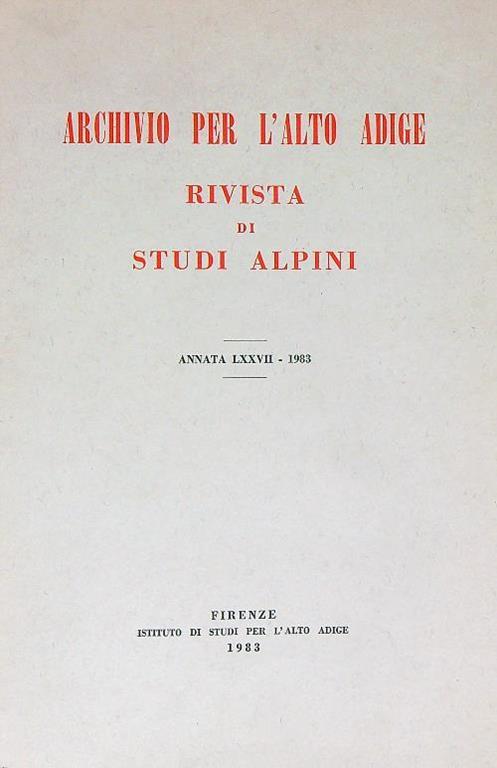 ARCHIVIO PER L'ALTO ADIGE
RIVISTA
DI
STUDI ALPINI
ANNATA LXXVII - 1983
FIRENZE
ISTITUTO DI STUDI PER L'ALTO ADIGE
1983